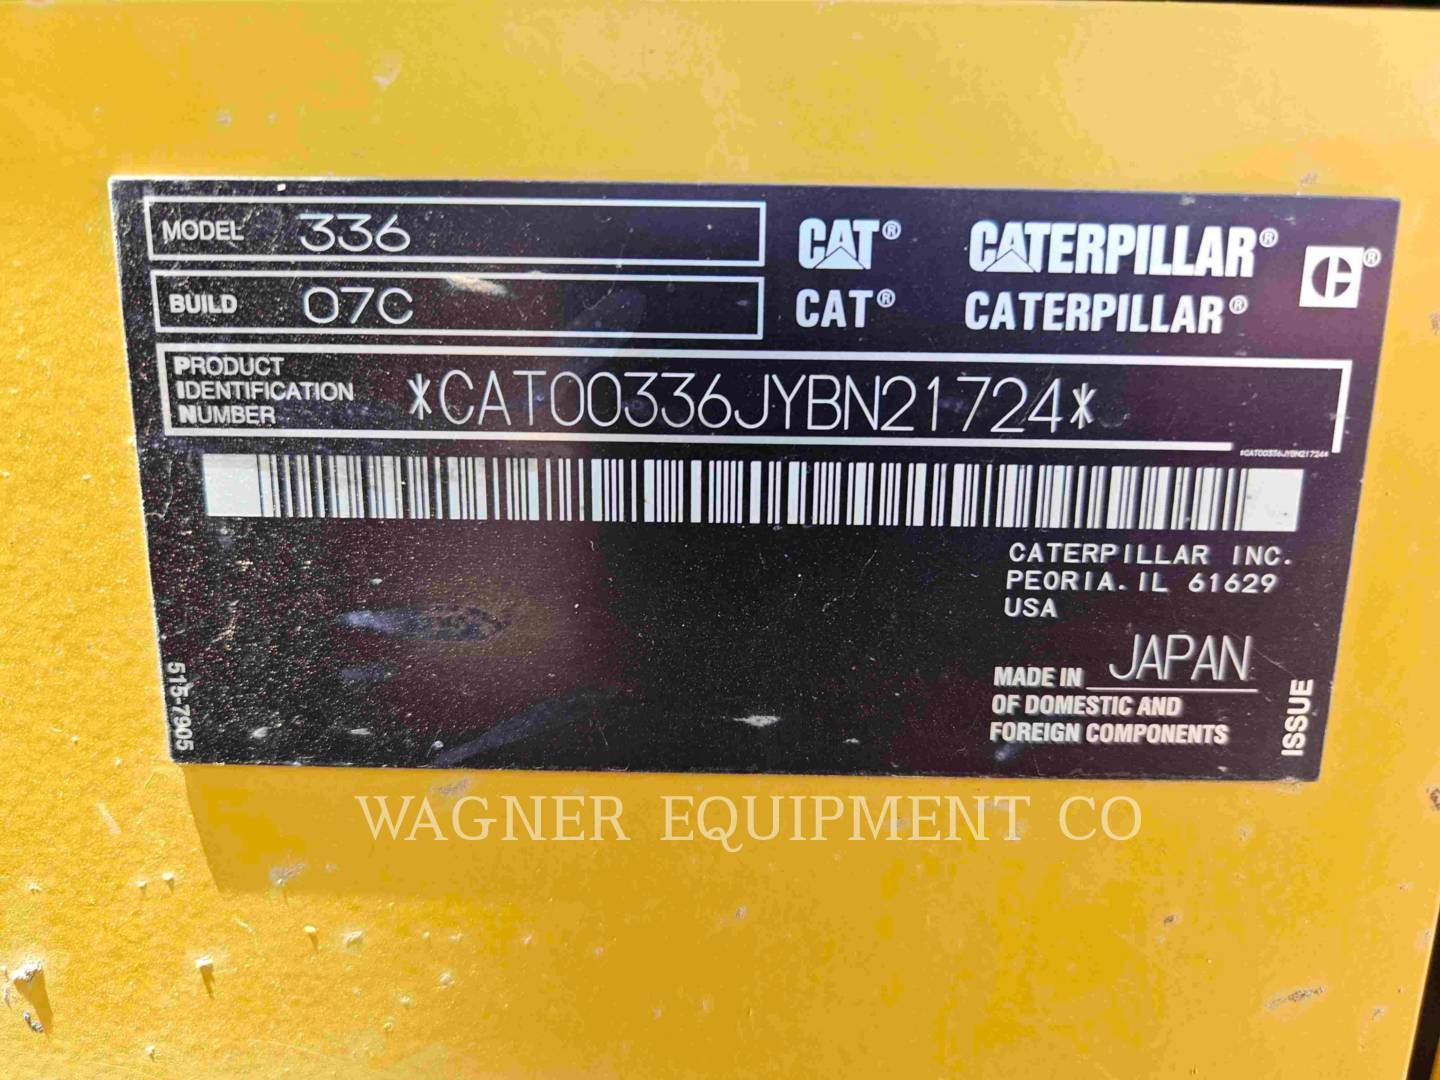 MODEL 336
BUILD 07C
CAT® CATERPILLAR®
CAT® CATERPILLAR®
PRODUCT
IDENTIFICATION
NUMBER
*CAT00336JYBN21724*
*CAT00336JYBN21724*
CATERPILLAR INC.
PEORIA. IL 61629
USA
MADE IN JAPAN
OF DOMESTIC AND
FOREIGN COMPONENTS
ISSUE
515-7905
WAGNER EQUIPMENT CO